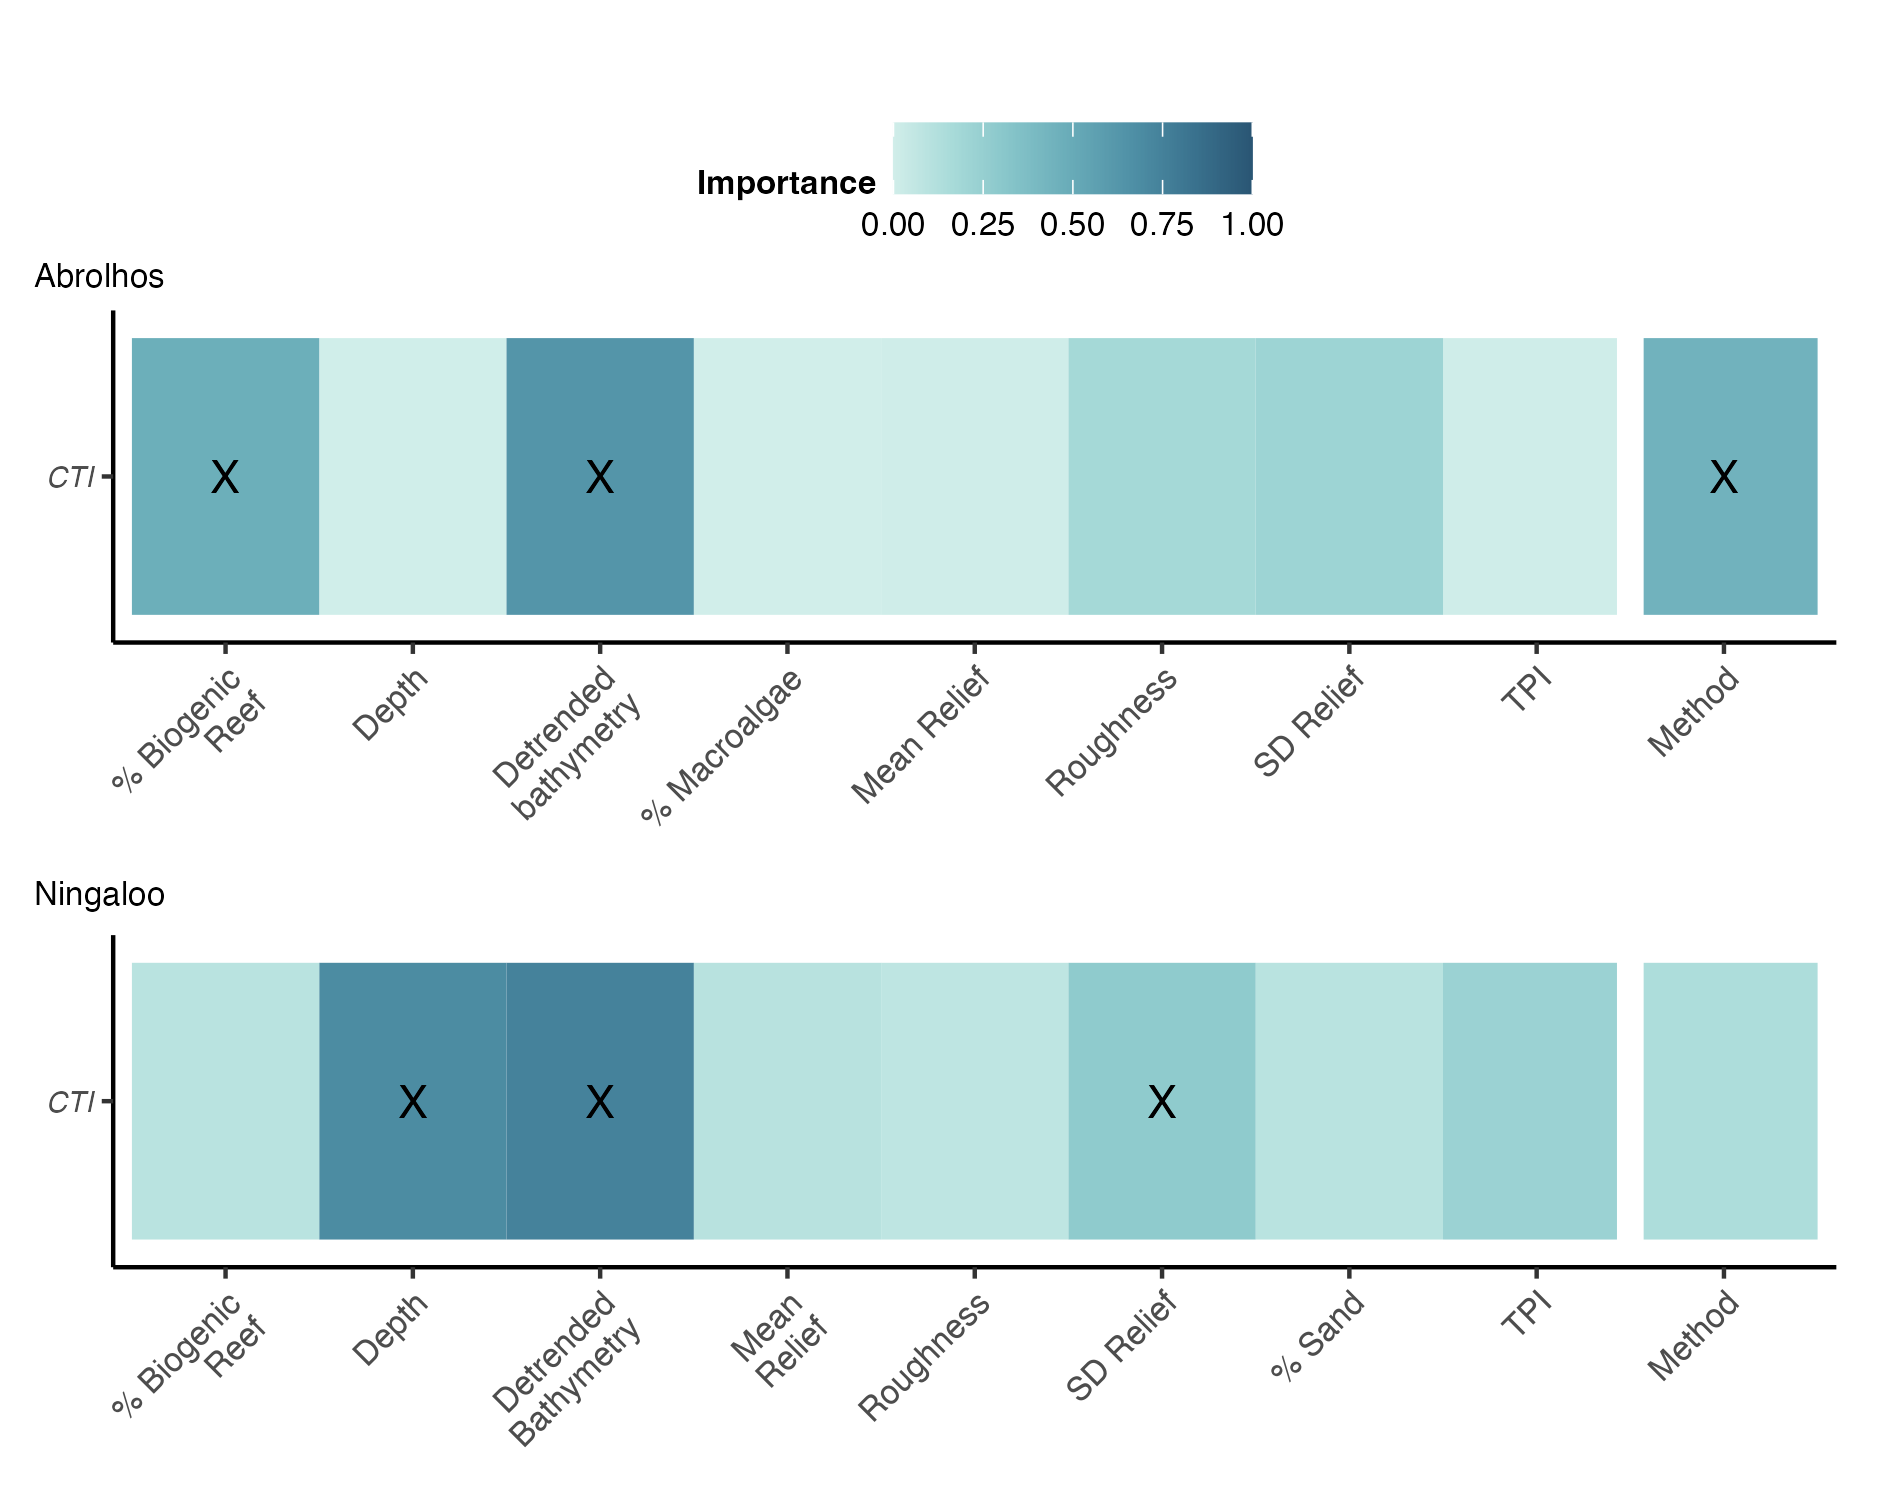 Importance
0.00 0.25 0.50 0.75 1.00
Abrolhos
CTI
X X X
% Biogenic
Reef
Depth
Detrended
bathymetry
% Macroalgae
Mean Relief
Roughness
SD Relief
TPI
Method
Ningaloo
CTI
X X X
% Biogenic
Reef
Depth
Detrended
Bathymetry
Mean
Relief
Roughness
SD Relief
% Sand
TPI
Method